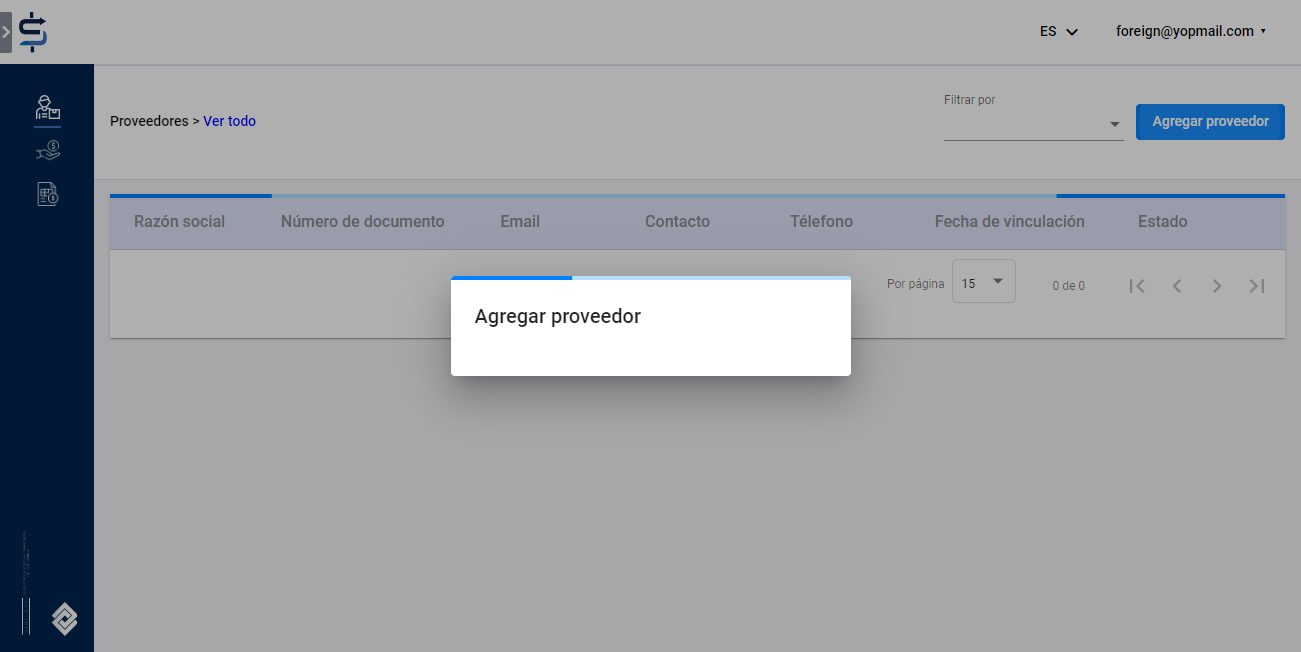 ES
foreign@yopmail.com
Proveedores > Ver todo
Filtrar por
Agregar proveedor
Razón social Número de documento Email Contacto Télefono Fecha de vinculación Estado
Por página 15 0 de 0
Agregar proveedor